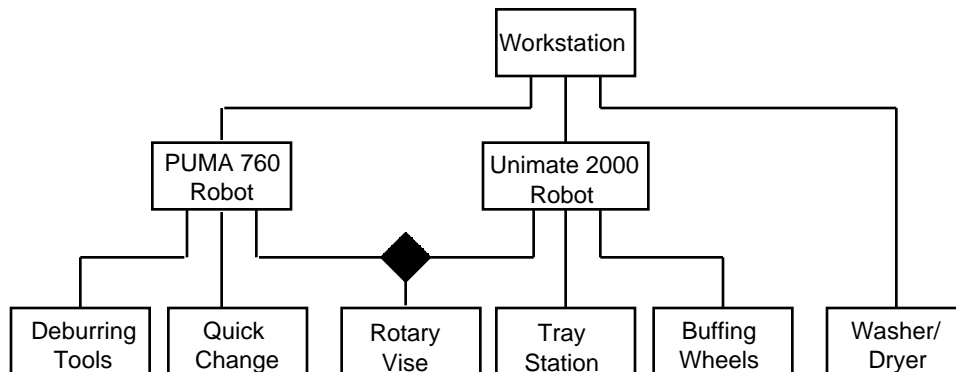 Workstation
PUMA 760
Robot
Unimate 2000
Robot
Deburring
Tools
Quick
Change
Rotary
Vise
Tray
Station
Buffing
Wheels
Washer/
Dryer